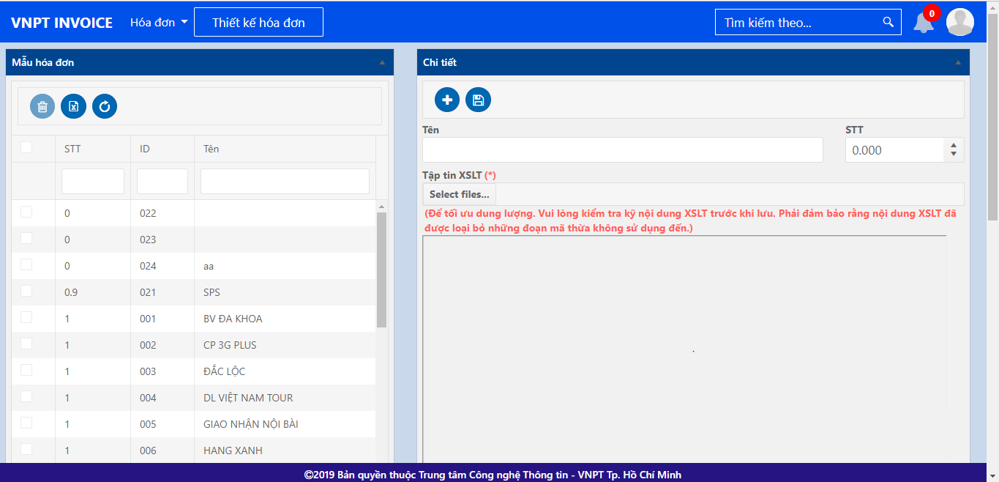 VNPT INVOICE Hóa đơn Thiết kế hóa đơn Tìm kiếm theo... 0
Mẫu hóa đơn
STT ID Tên
0 022
0 023
0 024 aa
0.9 021 SPS
1 001 BV ĐA KHOA
1 002 CP 3G PLUS
1 003 ĐẮC LỘC
1 004 DL VIỆT NAM TOUR
1 005 GIAO NHẬN NỘI BÀI
1 006 HANG XANH
Chi tiết
Tên STT
0.000
Tập tin XSLT (*)
Select files...
(Để tối ưu dung lượng. Vui lòng kiểm tra kỹ nội dung XSLT trước khi lưu. Phải đảm bảo rằng nội dung XSLT đã
được loại bỏ những đoạn mã thừa không sử dụng đến.)
©2019 Bản quyền thuộc Trung tâm Công nghệ Thông tin - VNPT Tp. Hồ Chí Minh